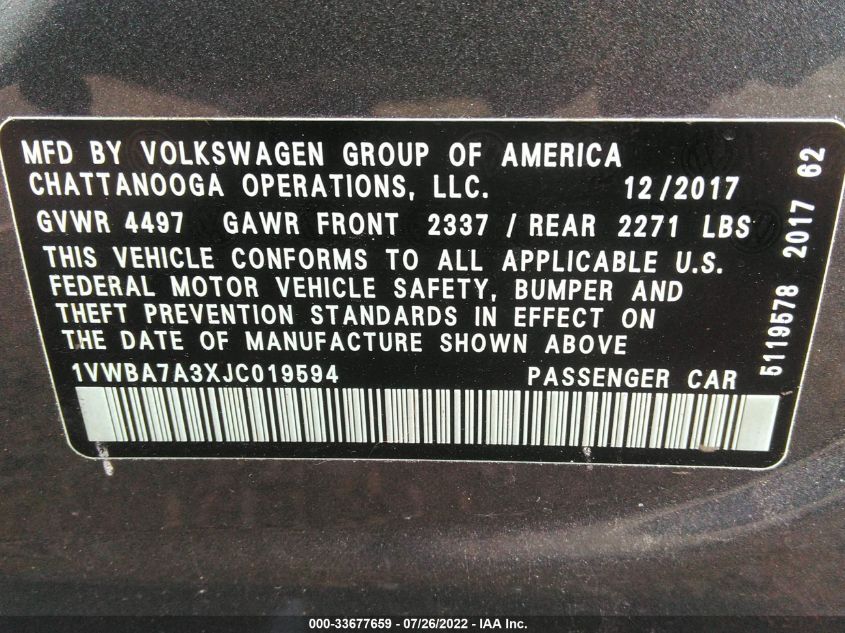 MFD BY VOLKSWAGEN GROUP OF AMERICA
CHATTANOOGA OPERATIONS, LLC. 12/2017
GVWR 4497 GAWR FRONT 2337 / REAR 2271 LBS
THIS VEHICLE CONFORMS TO ALL APPLICABLE U.S.
FEDERAL MOTOR VEHICLE SAFETY, BUMPER AND
THEFT PREVENTION STANDARDS IN EFFECT ON
THE DATE OF MANUFACTURE SHOWN ABOVE
1VWBA7A3XJC019594 PASSENGER CAR
5119578 2017 62
000-33677659 / 07/26/2022 - IAA Inc.